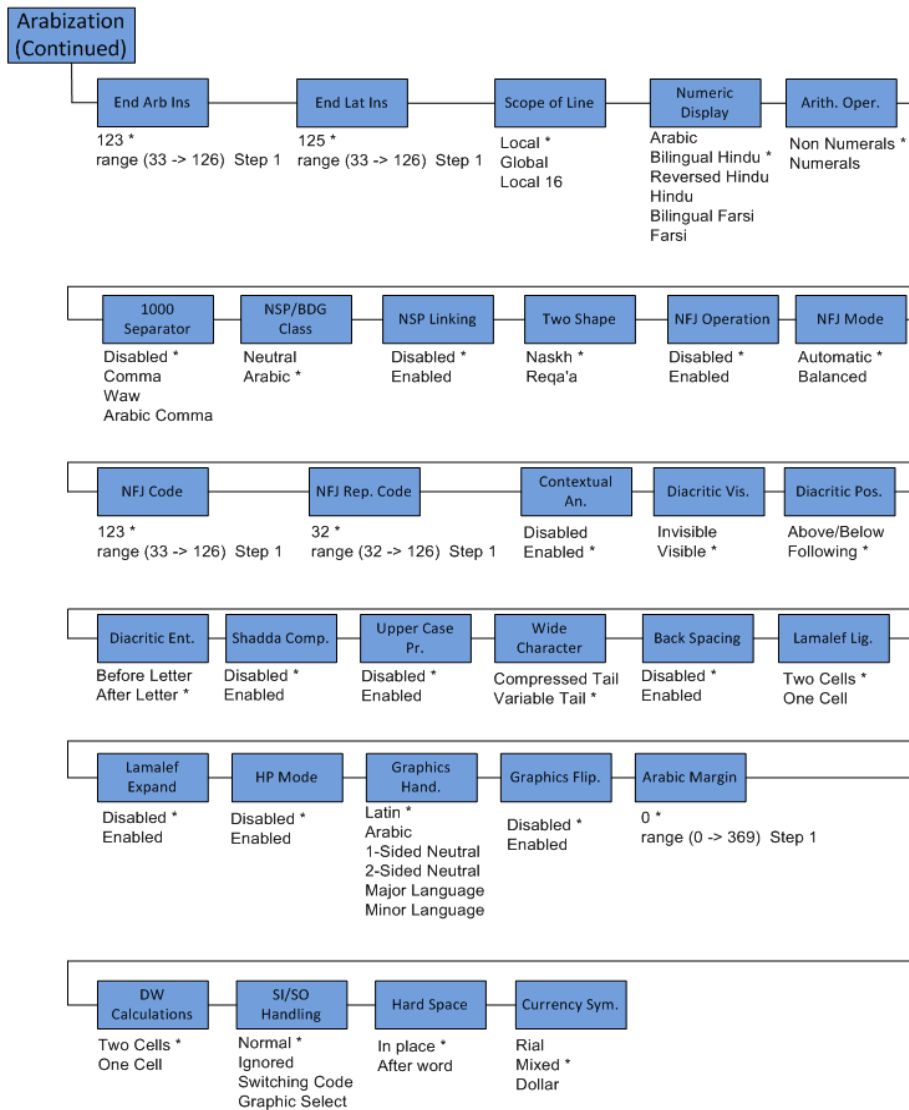 Arabization
(Continued)
End Arb Ins
123 *
range (33 -> 126) Step 1
End Lat Ins
125 *
range (33 -> 126) Step 1
Scope of Line
Local *
Global
Local 16
Numeric
Display
Arabic
Bilingual Hindu *
Reversed Hindu
Hindu
Bilingual Farsi
Farsi
Arith. Oper.
Non Numerals *
Numerals
1000
Separator
Disabled *
Comma
Waw
Arabic Comma
NSP/BDG
Class
Neutral
Arabic *
NSP Linking
Disabled *
Enabled
Two Shape
Naskh *
Reqa'a
NFJ Operation
Disabled *
Enabled
NFJ Mode
Automatic *
Balanced
NFJ Code
123 *
range (33 -> 126) Step 1
NFJ Rep. Code
32 *
range (32 -> 126) Step 1
Contextual
An.
Disabled
Enabled *
Diacritic Vis.
Invisible
Visible *
Diacritic Pos.
Above/Below
Following *
Diacritic Ent.
Before Letter
After Letter *
Shadda Comp.
Disabled *
Enabled
Upper Case
Pr.
Disabled *
Enabled
Wide
Character
Compressed Tail
Variable Tail *
Back Spacing
Disabled *
Enabled
Lamalef Lig.
Two Cells *
One Cell
Lamalef
Expand
Disabled *
Enabled
HP Mode
Disabled *
Enabled
Graphics
Hand.
Latin *
Arabic
1-Sided Neutral
2-Sided Neutral
Major Language
Minor Language
Graphics Flip.
Disabled *
Enabled
Arabic Margin
0 *
range (0 -> 369) Step 1
DW
Calculations
Two Cells *
One Cell
SI/SO
Handling
Normal *
Ignored
Switching Code
Graphic Select
Hard Space
In place *
After word
Currency Sym.
Rial
Mixed *
Dollar